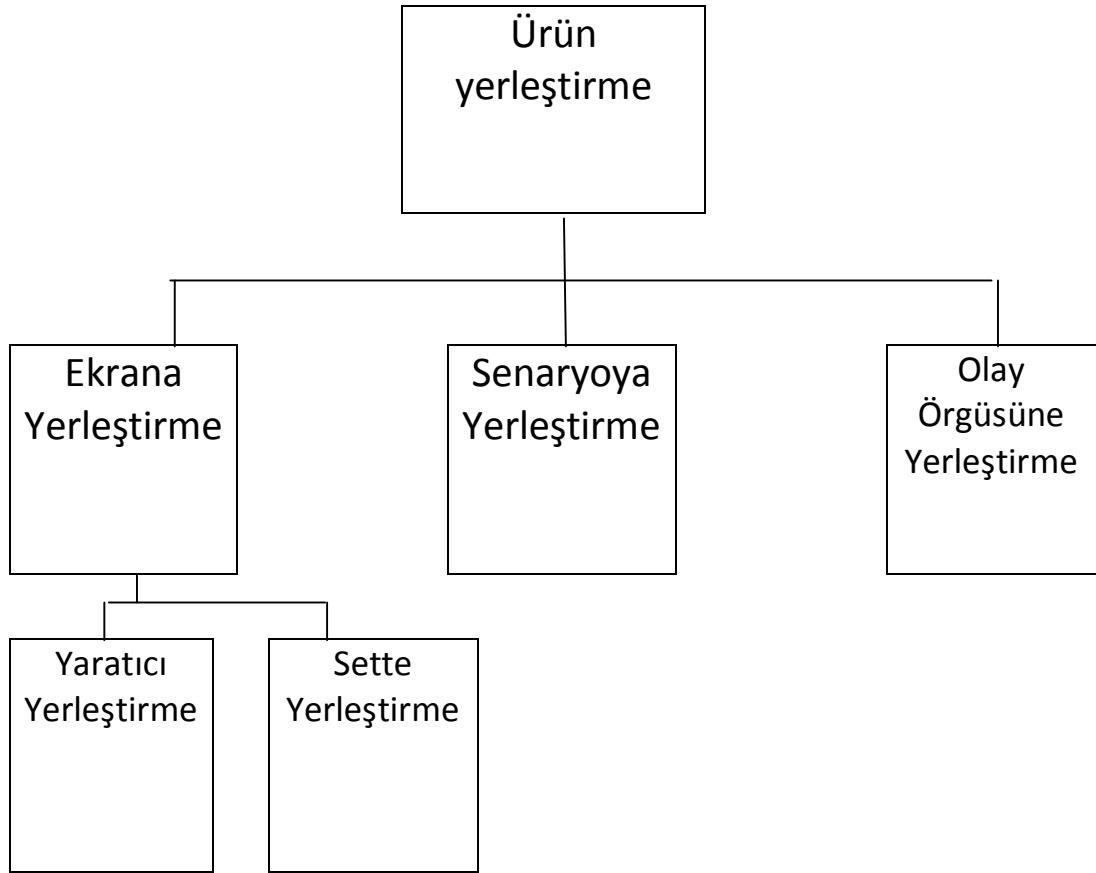 Ürün
yerleştirme
Ekrana
Yerleştirme
Senaryoya
Yerleştirme
Olay
Örgüsüne
Yerleştirme
Yaratıcı
Yerleştirme
Sette
Yerleştirme